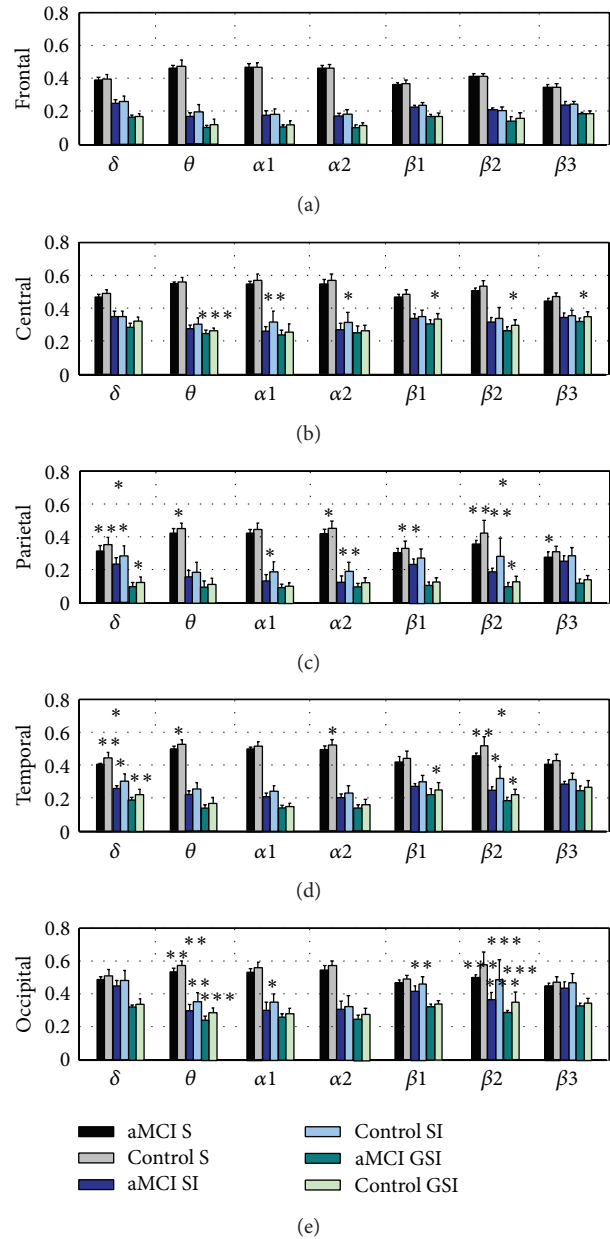 0.8
0.6
0.4
0.2
0
Frontal
δ θ α1 α2 β1 β2 β3
(a)
0.8
0.6
0.4
0.2
0
Central
*** ** * * * *
δ θ α1 α2 β1 β2 β3
(b)
0.8
0.6
0.4
0.2
0
Parietal
* *
*** * * * ** ** ** ** * * *
δ θ α1 α2 β1 β2 β3
(c)
0.8
0.6
0.4
0.2
0
Temporal
* *
** * ** * * * ** * *
δ θ α1 α2 β1 β2 β3
(d)
0.8
0.6
0.4
0.2
0
Occipital
** ***
** ** *** * ** *** ***
δ θ α1 α2 β1 β2 β3
aMCI S Control SI
Control S aMCI GSI
aMCI SI Control GSI
(e)